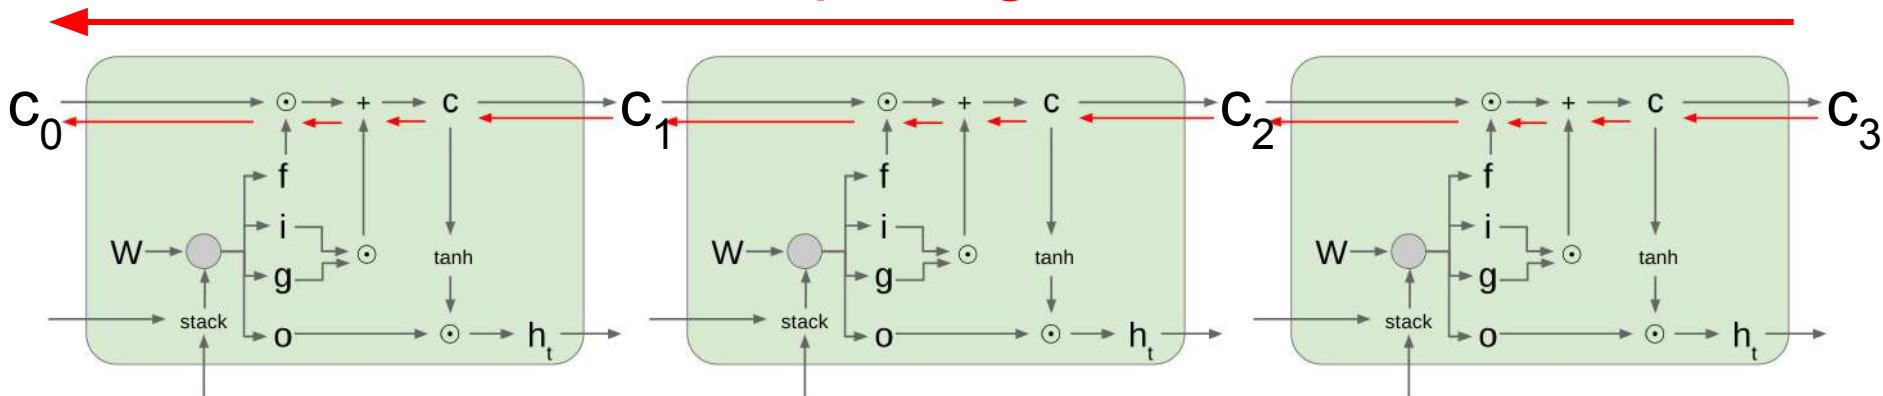 C0 C1 C2 C3
⊙ + c ⊙ + c ⊙ + c
f f f
i i i
W ⊙ tanh W ⊙ tanh W ⊙ tanh
g g g
stack o ⊙ ht stack o ⊙ ht stack o ⊙ ht